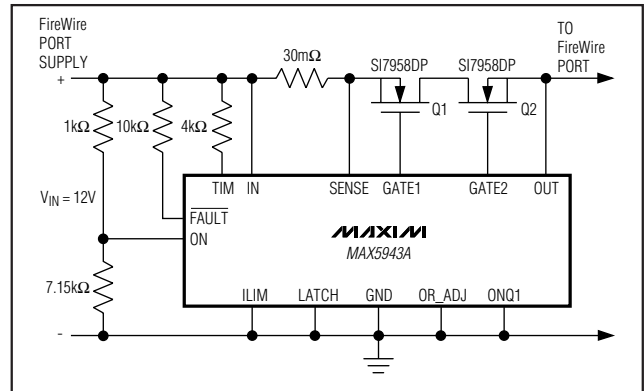 FireWire
PORT
SUPPLY
+
30mΩ
SI7958DP
SI7958DP
TO
FireWire
PORT
Q1
Q2
1kΩ
10kΩ
4kΩ
VIN = 12V
TIM
IN
SENSE
GATE1
GATE2
OUT
FAULT
ON
MAXIM
MAX5943A
7.15kΩ
ILIM
LATCH
GND
OR_ADJ
ONQ1
-